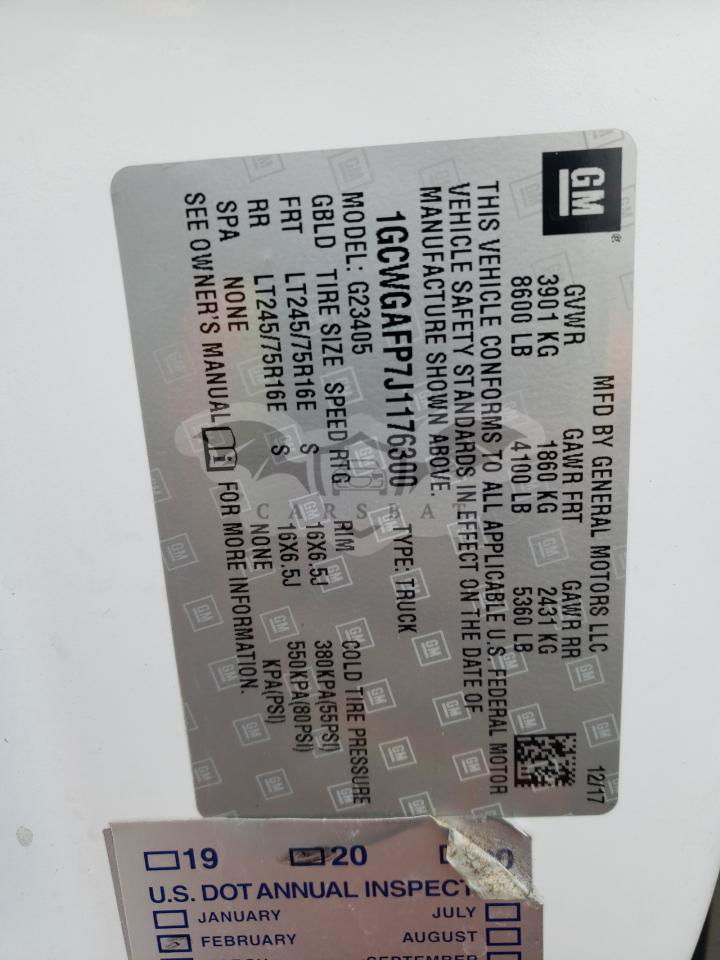 GM
MFD BY GENERAL MOTORS LLC 12/17
GVWR GAWR FRT GAWR RR
3901 KG 1860 KG 2431 KG
8600 LB 4100 LB 5360 LB
THIS VEHICLE CONFORMS TO ALL APPLICABLE U.S. FEDERAL MOTOR
VEHICLE SAFETY STANDARDS IN EFFECT ON THE DATE OF
MANUFACTURE SHOWN ABOVE.
1GCWGAFP7J1176300 TYPE: TRUCK
MODEL: G23405
GBLD TIRE SIZE SPEED RTG RIM COLD TIRE PRESSURE
FRT LT245/75R16E S 16X6.5J 380KPA(55PSI)
RR LT245/75R16E S 16X6.5J 550KPA(80PSI)
SPA NONE NONE KPA(PSI)
SEE OWNER'S MANUAL FOR MORE INFORMATION.
CARSBAT
19 20
U.S. DOT ANNUAL
JANUARY JULY
FEBRUARY AUGUST